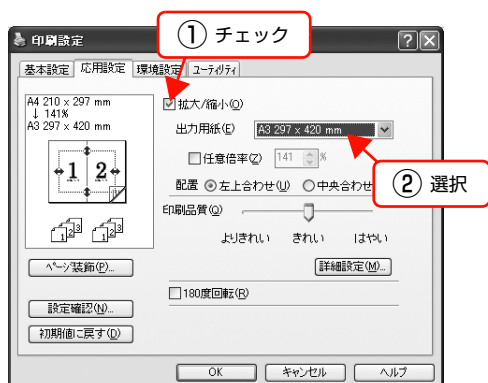 ① チェック
印刷設定
基本設定 応用設定 環境設定 ユーティリティ
A4 210 x 297 mm
↓ 141%
A3 297 x 420 mm
1 2
1 2 3 1 2 3
ページ装飾(P)...
設定確認(N)...
初期値に戻す(D)
拡大/縮小(O)
出力用紙(E) A3 297 x 420 mm
任意倍率(Z) 141 %
配置 左上合わせ(U) 中央合わせ
② 選択
印刷品質(Q)
よりきれい きれい はやい
詳細設定(M)...
180度回転(R)
OK キャンセル ヘルプ